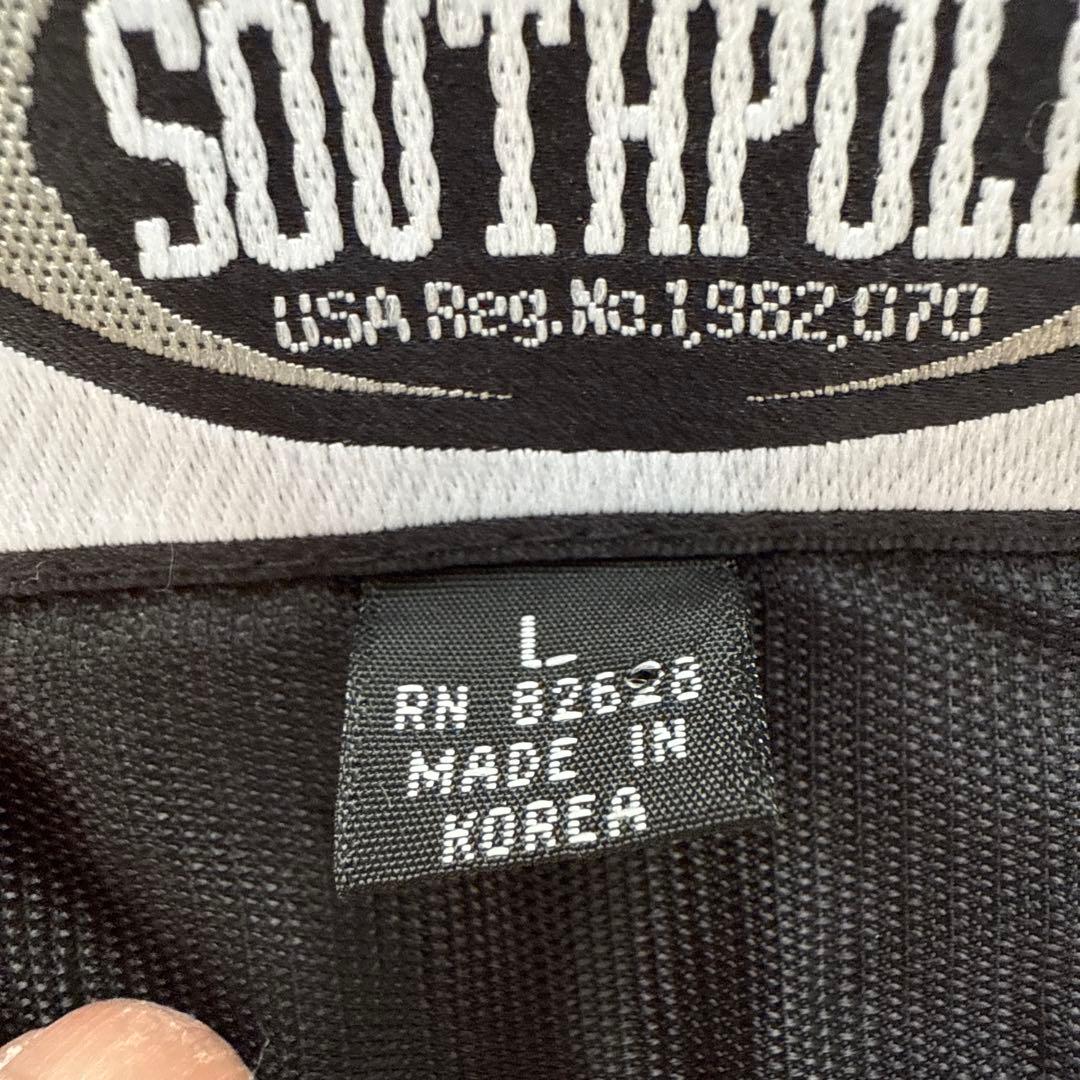 SOUTHPOLE
USA Reg.No.1,982,070
L
RN 82628
MADE IN
KOREA